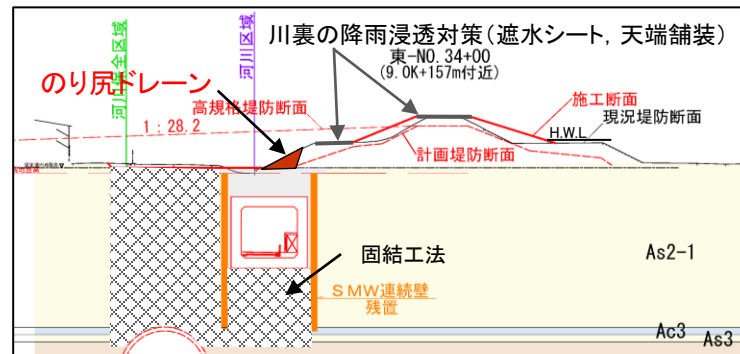 川裏の降雨浸透対策(遮水シート, 天端舗装)
東-NO.34+00
(9.0K+157m付近)
河川保全区域
河川区域
のり尻ドレーン
高規格堤防断面
1:28.2
施工断面
現況堤防断面
H.W.L
計画堤防断面
固結工法
As2-1
SMW連続壁
残置
Ac3
As3